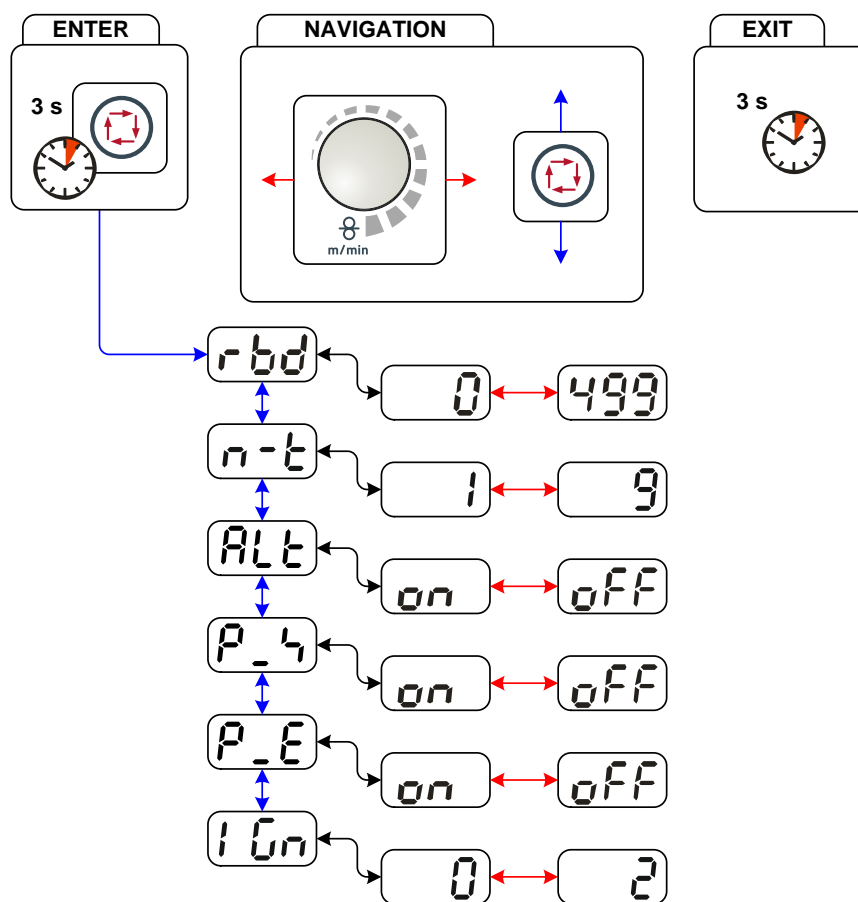 ENTER
NAVIGATION
EXIT
3 s
m/min
3 s
rbd
0
499
n-t
1
9
ALt
on
oFF
P_s
on
oFF
P_E
on
oFF
IGn
0
2